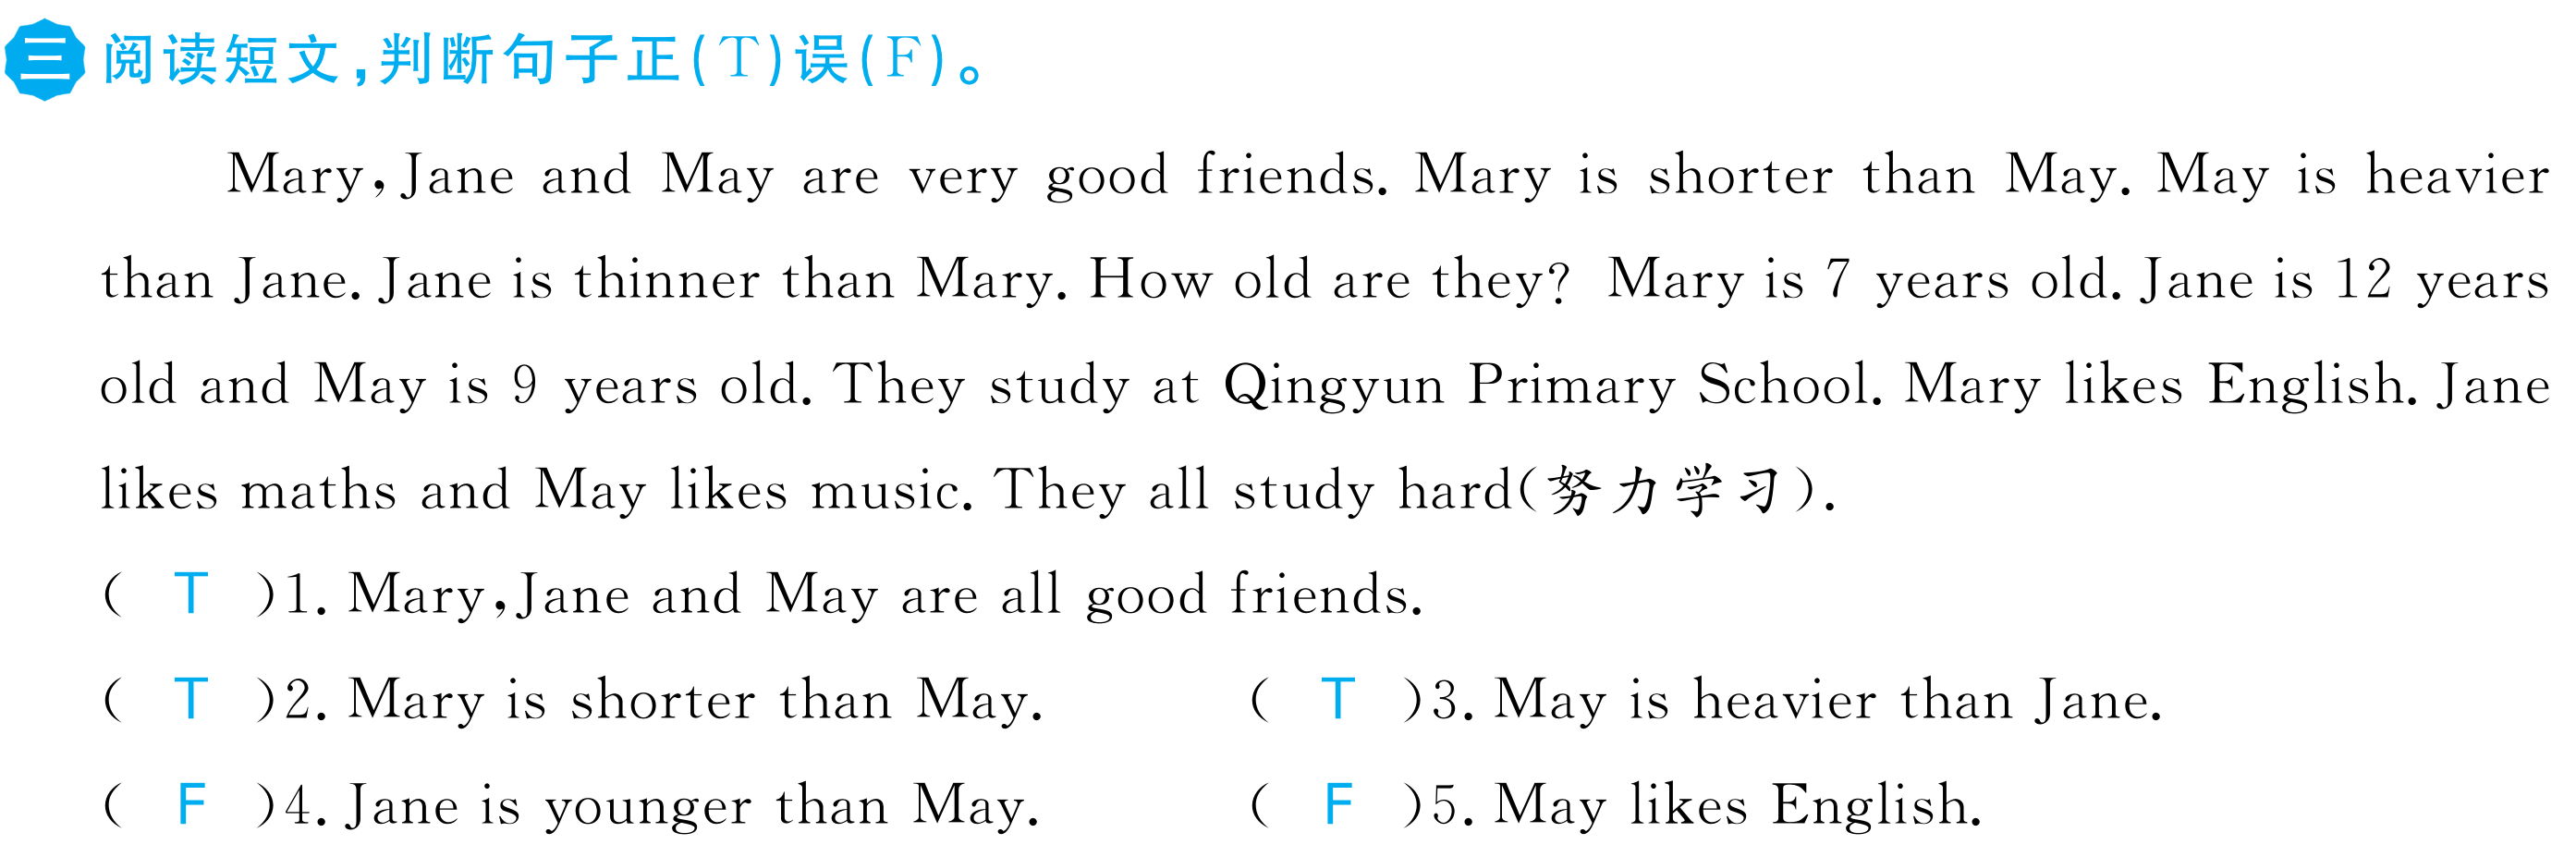 三 阅读短文,判断句子正(T)误(F)。
Mary,Jane and May are very good friends. Mary is shorter than May. May is heavier
than Jane. Jane is thinner than Mary. How old are they? Mary is 7 years old. Jane is 12 years
old and May is 9 years old. They study at Qingyun Primary School. Mary likes English. Jane
likes maths and May likes music. They all study hard(努力学习).
( T )1. Mary,Jane and May are all good friends.
( T )2. Mary is shorter than May. ( T )3. May is heavier than Jane.
( F )4. Jane is younger than May. ( F )5. May likes English.